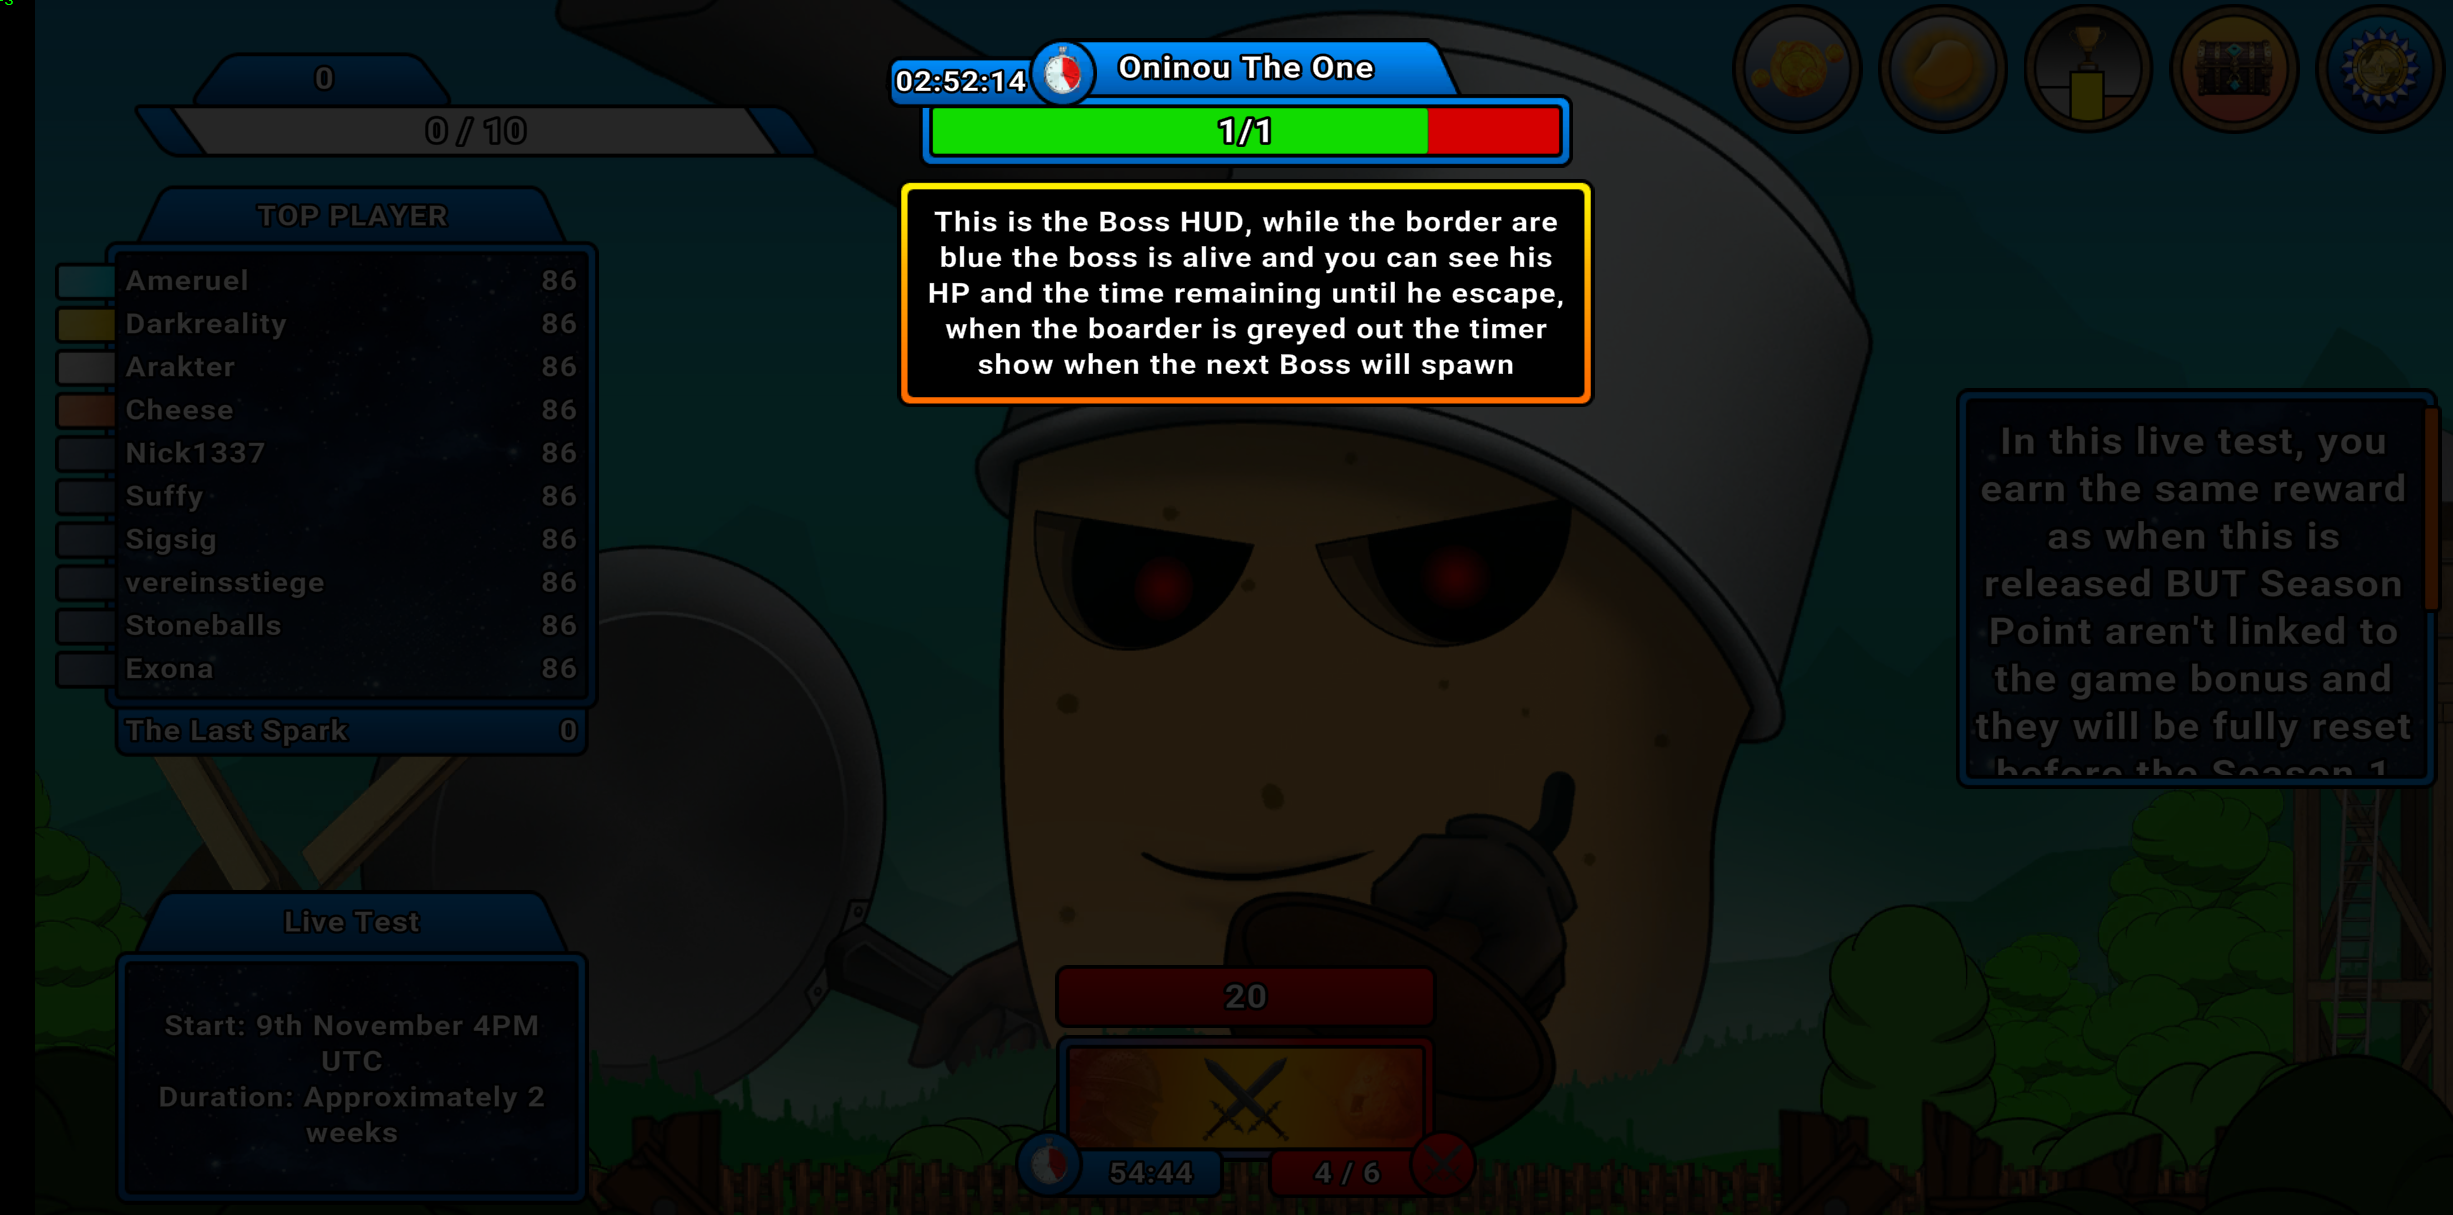 0
0 / 10
02:52:14
Oninou The One
1/1
This is the Boss HUD, while the border are
blue the boss is alive and you can see his
HP and the time remaining until he escape,
when the boarder is greyed out the timer
show when the next Boss will spawn
TOP PLAYER
Ameruel 86
Darkreality 86
Arakter 86
Cheese 86
Nick1337 86
Suffy 86
Sigsig 86
vereinsstiege 86
Stoneballs 86
Exona 86
The Last Spark 0
In this live test, you
earn the same reward
as when this is
released BUT Season
Point aren't linked to
the game bonus and
they will be fully reset
before the Season 1
Live Test
Start: 9th November 4PM
UTC
Duration: Approximately 2
weeks
20
54:44
4 / 6